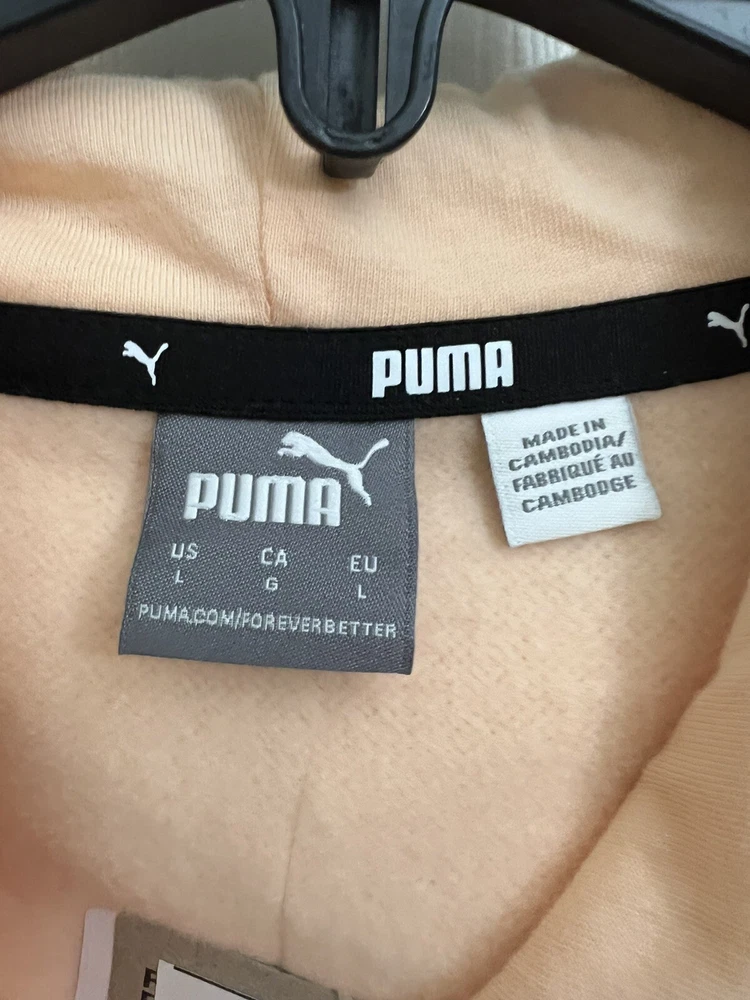 PUMA
PUMA
US CA EU
L G L
PUMA.COM/FOREVERBETTER
MADE IN
CAMBODIA/
FABRIQUÉ AU
CAMBODGE